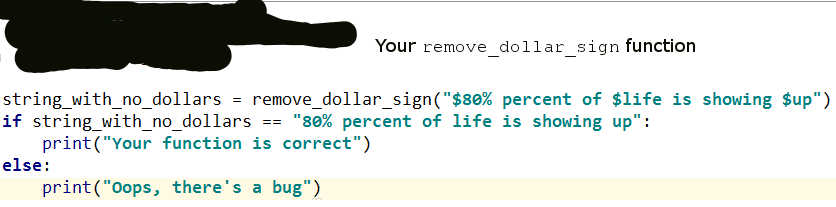 Your remove_dollar_sign function
string_with_no_dollars = remove_dollar_sign("$80% percent of $life is showing $up")
if string_with_no_dollars == "80% percent of life is showing up":
    print("Your function is correct")
else:
    print("Oops, there's a bug")